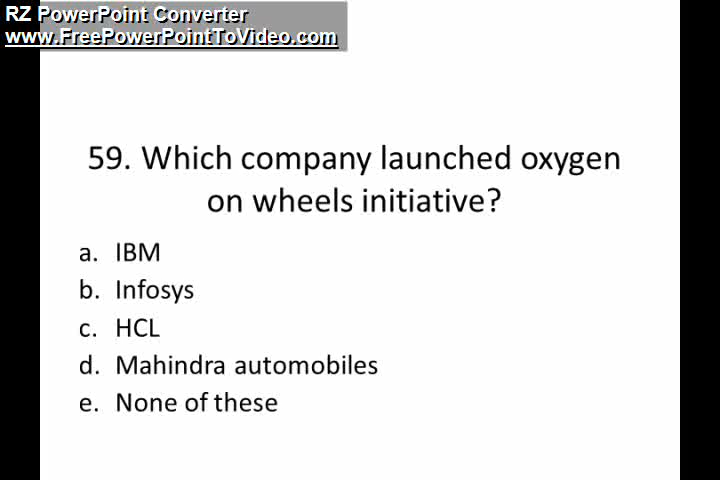 RZ PowerPoint Converter
www.FreePowerPointToVideo.com
59. Which company launched oxygen
on wheels initiative?
a. IBM
b. Infosys
c. HCL
d. Mahindra automobiles
e. None of these